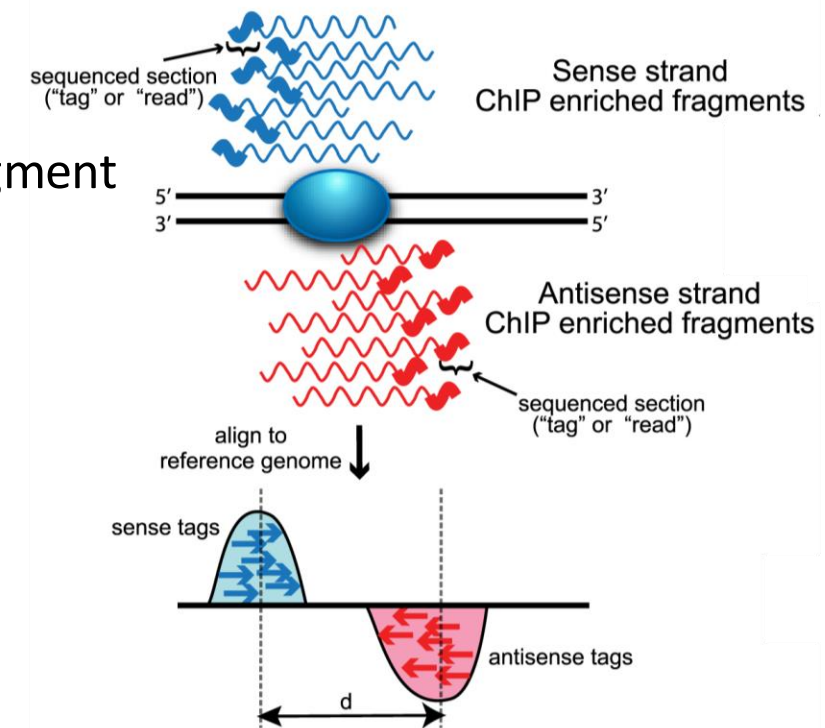 sequenced section
("tag" or "read")
Sense strand
ChIP enriched fragments
gment
5′ 3′
3′ 5′
Antisense strand
ChIP enriched fragments
sequenced section
("tag" or "read")
align to
reference genome
sense tags
antisense tags
d